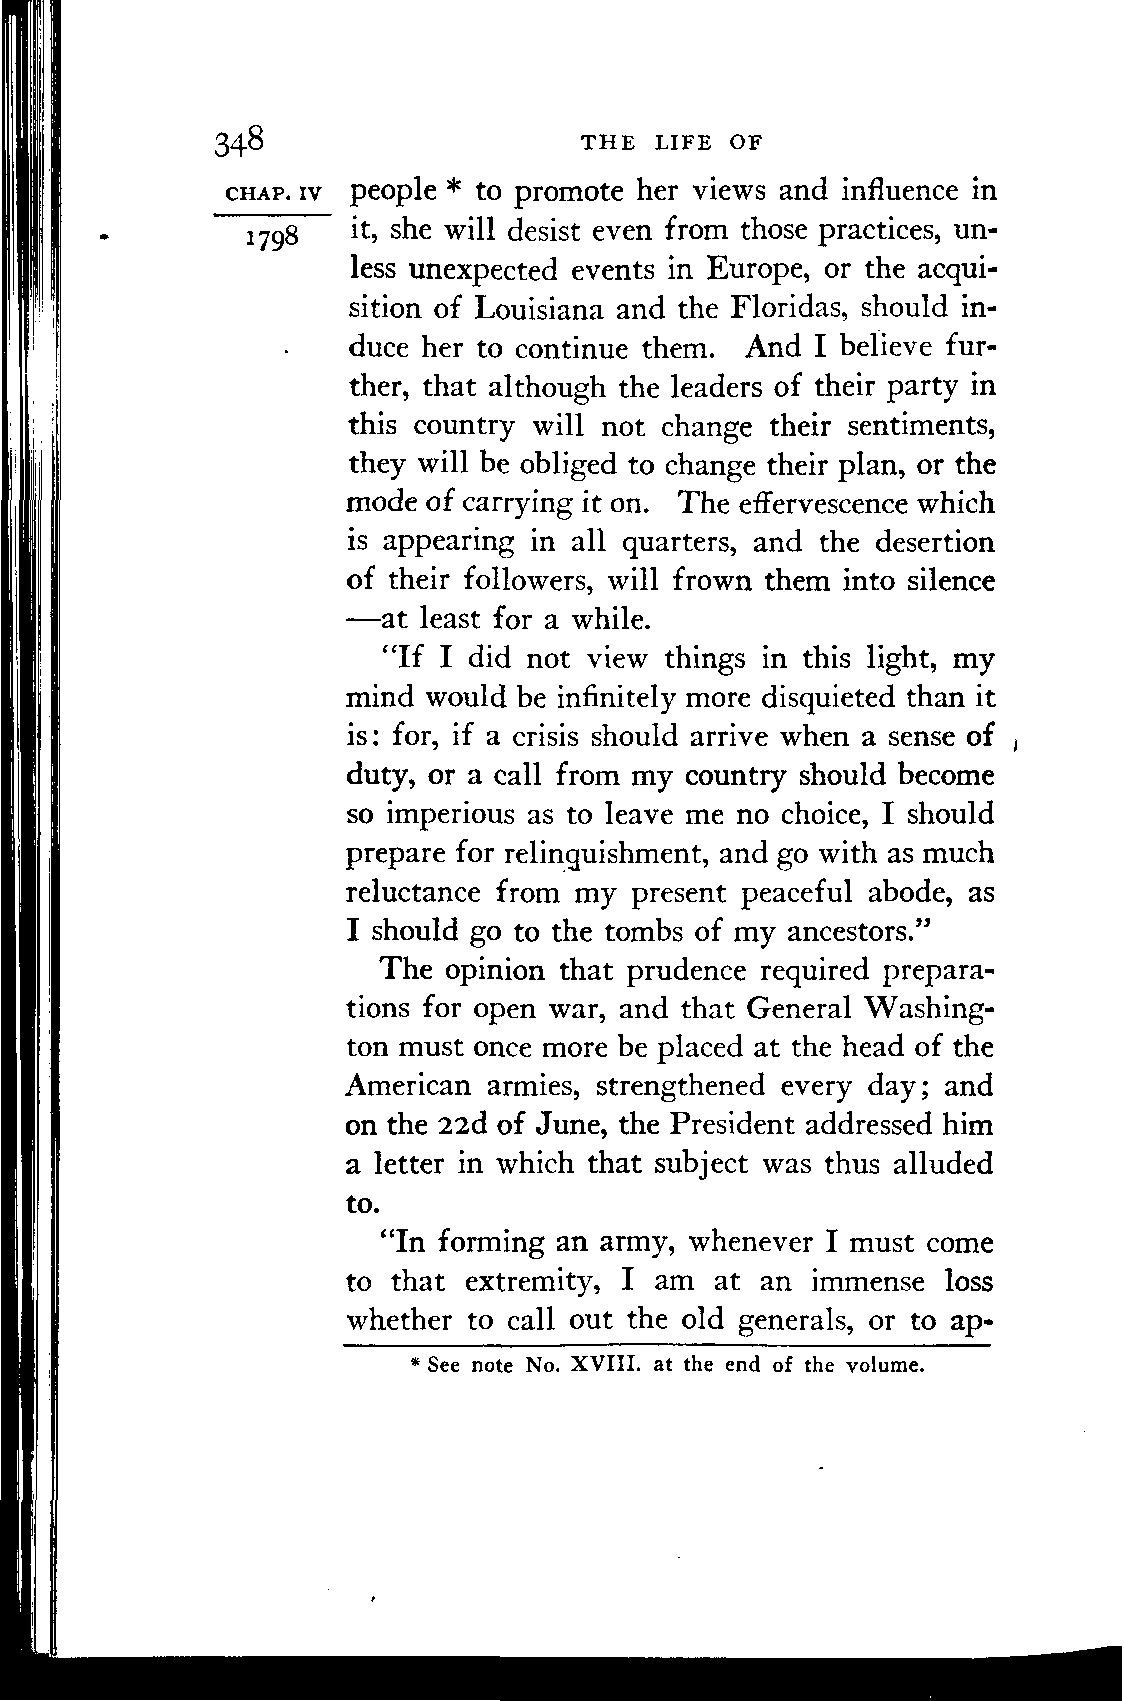 348 THE LIFE OF
CHAP. IV
1798
people * to promote her views and influence in
it, she will desist even from those practices, un-
less unexpected events in Europe, or the acqui-
sition of Louisiana and the Floridas, should in-
duce her to continue them. And I believe fur-
ther, that although the leaders of their party in
this country will not change their sentiments,
they will be obliged to change their plan, or the
mode of carrying it on. The effervescence which
is appearing in all quarters, and the desertion
of their followers, will frown them into silence
—at least for a while.
“If I did not view things in this light, my
mind would be infinitely more disquieted than it
is: for, if a crisis should arrive when a sense of
duty, or a call from my country should become
so imperious as to leave me no choice, I should
prepare for relinquishment, and go with as much
reluctance from my present peaceful abode, as
I should go to the tombs of my ancestors.”
The opinion that prudence required prepara-
tions for open war, and that General Washing-
ton must once more be placed at the head of the
American armies, strengthened every day; and
on the 22d of June, the President addressed him
a letter in which that subject was thus alluded
to.
“In forming an army, whenever I must come
to that extremity, I am at an immense loss
whether to call out the old generals, or to ap-
* See note No. XVIII. at the end of the volume.